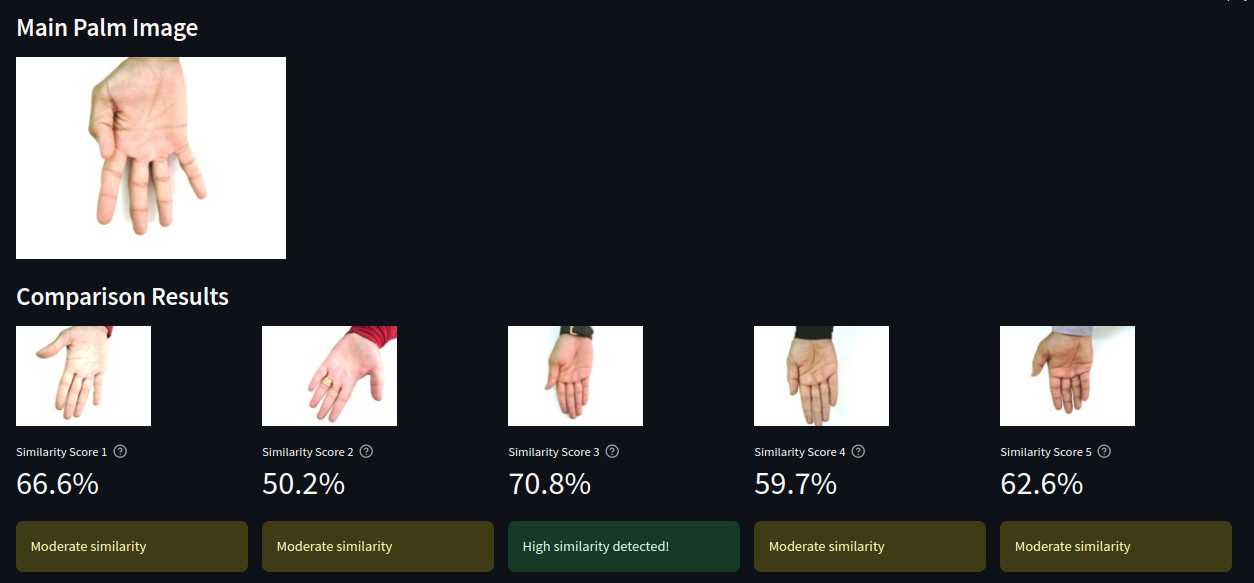 Main Palm Image
Comparison Results
Similarity Score 1
Similarity Score 2
Similarity Score 3
Similarity Score 4
Similarity Score 5
66.6%
50.2%
70.8%
59.7%
62.6%
Moderate similarity
Moderate similarity
High similarity detected!
Moderate similarity
Moderate similarity